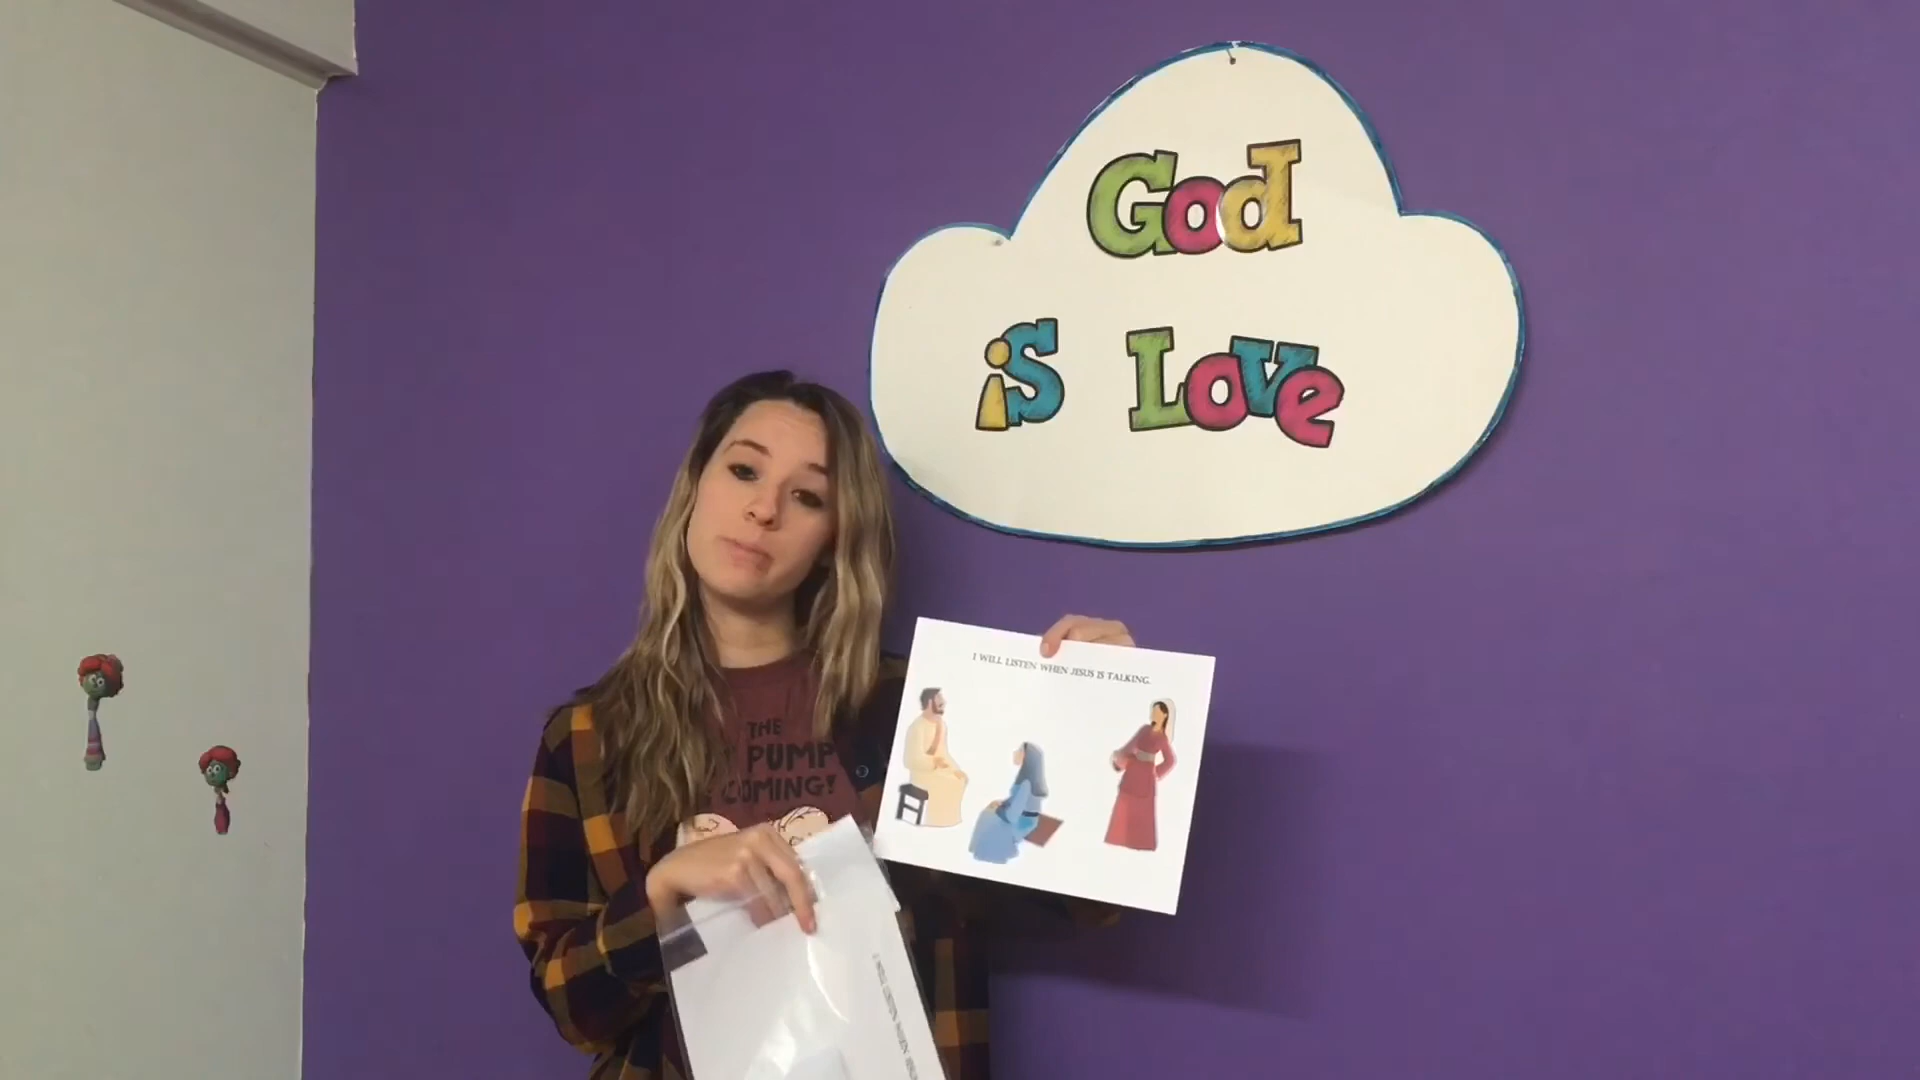 God
is Love
I WILL LISTEN WHEN JESUS IS TALKING.
THE
PUMP
COMING!